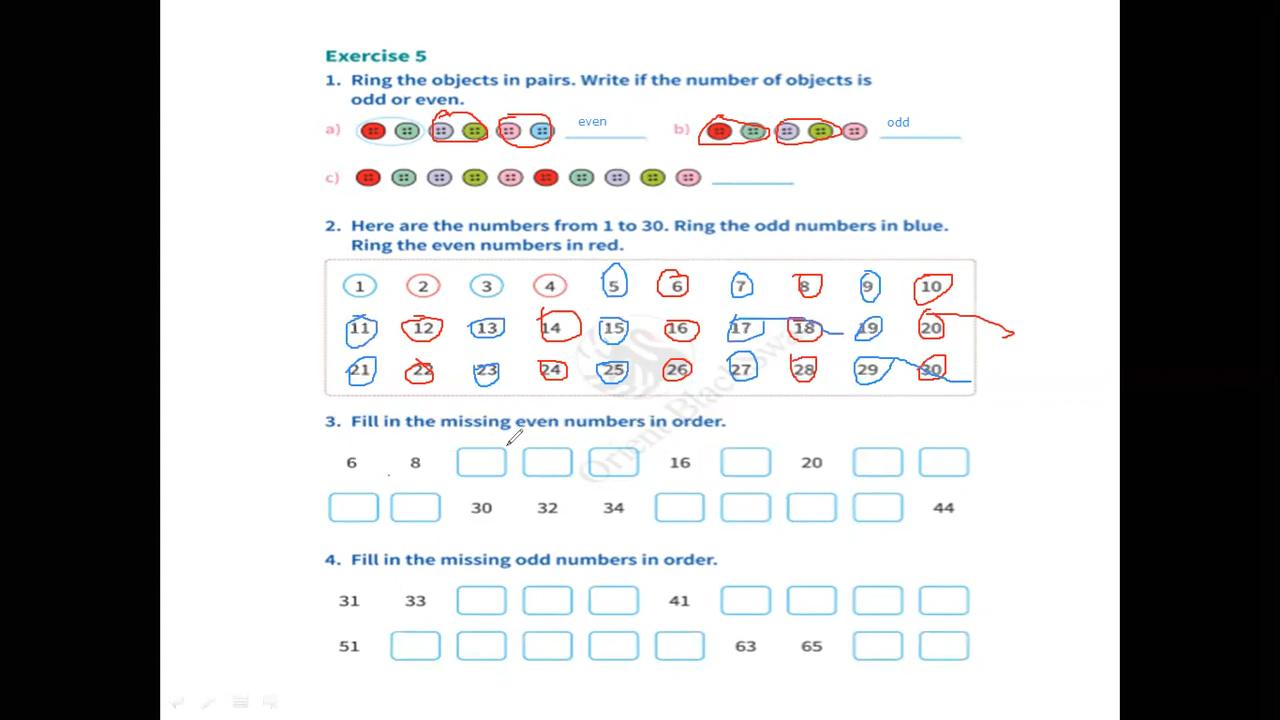 Exercise 5
1. Ring the objects in pairs. Write if the number of objects is
odd or even.
a) even b) odd
c)
2. Here are the numbers from 1 to 30. Ring the odd numbers in blue.
Ring the even numbers in red.
1 2 3 4 5 6 7 8 9 10
11 12 13 14 15 16 17 18 19 20
21 22 23 24 25 26 27 28 29 30
3. Fill in the missing even numbers in order.
6 8 16 20
30 32 34 44
4. Fill in the missing odd numbers in order.
31 33 41
51 63 65
Orient BlackSwan